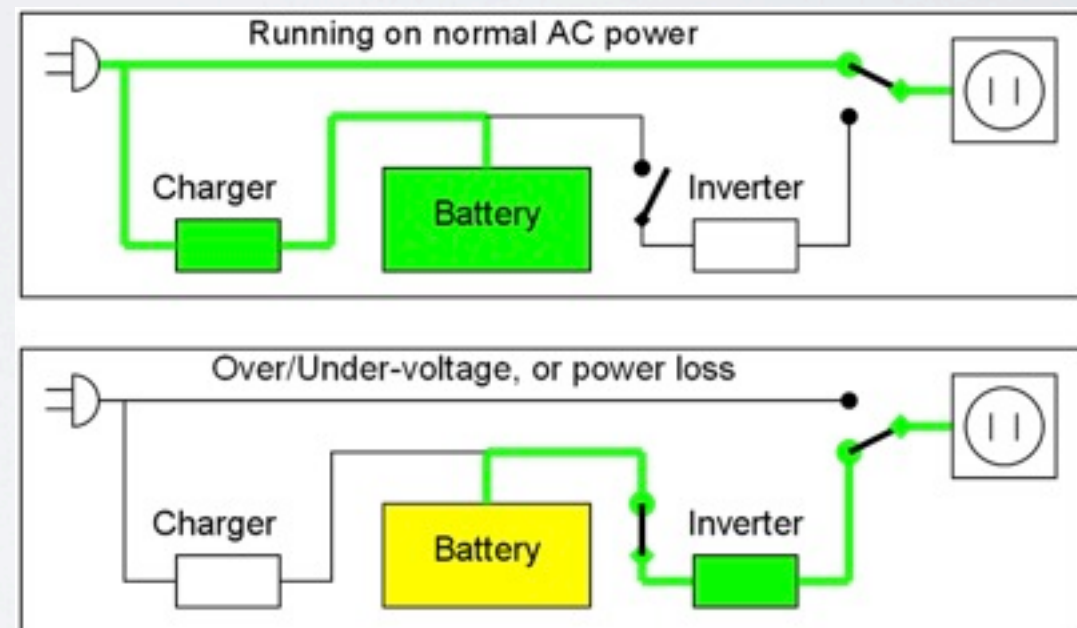 Running on normal AC power
Charger
Battery
Inverter
Over/Under-voltage, or power loss
Charger
Battery
Inverter